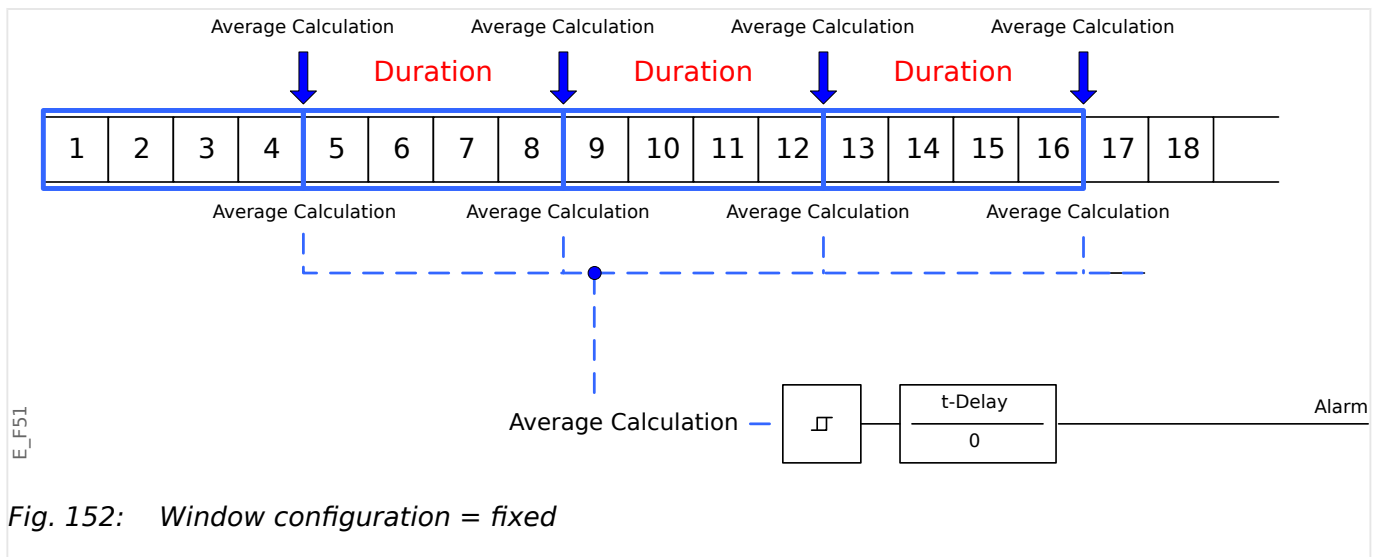 Average Calculation Average Calculation Average Calculation Average Calculation
Duration Duration Duration
1 2 3 4 5 6 7 8 9 10 11 12 13 14 15 16 17 18
Average Calculation Average Calculation Average Calculation Average Calculation
t-Delay
Alarm
Average Calculation
0
E_F51
Fig. 152: Window configuration = fixed